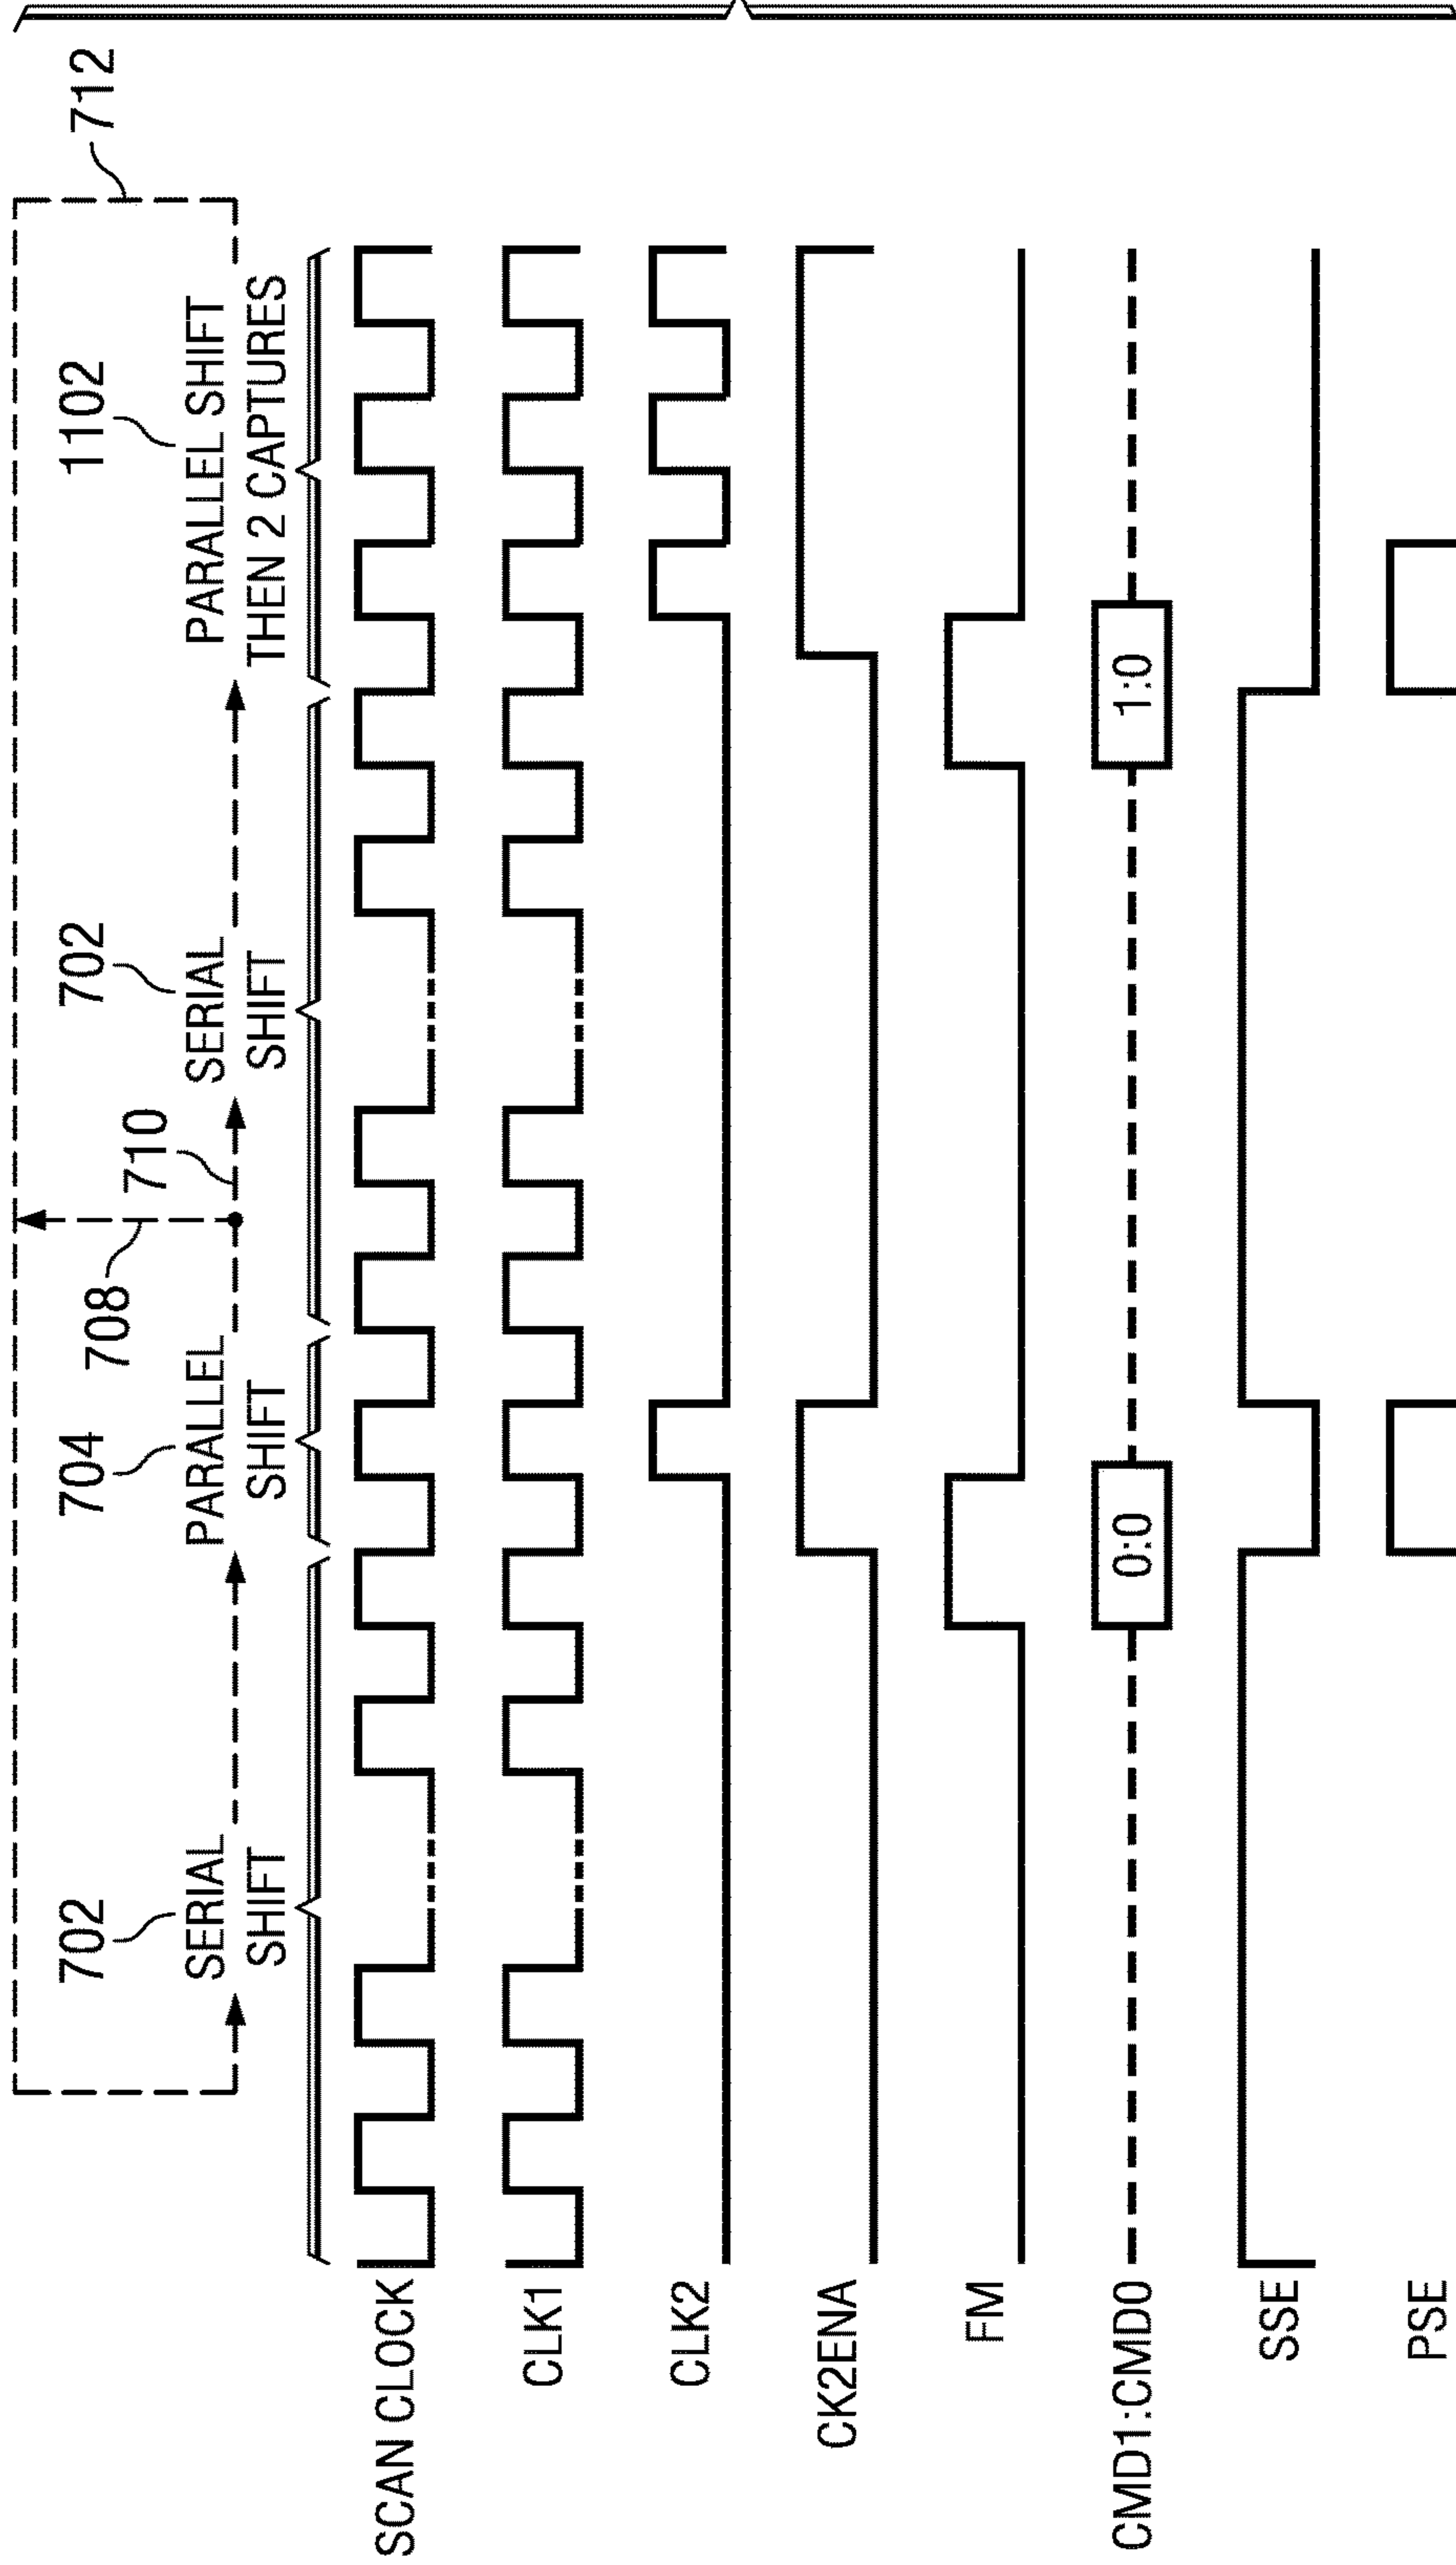 712
702
704
708
710
702
1102
SERIAL
SHIFT
PARALLEL
SHIFT
SERIAL
SHIFT
PARALLEL SHIFT
THEN 2 CAPTURES
SCAN CLOCK
CLK1
CLK2
CK2ENA
FM
CMD1:CMD0
0:0
1:0
SSE
PSE